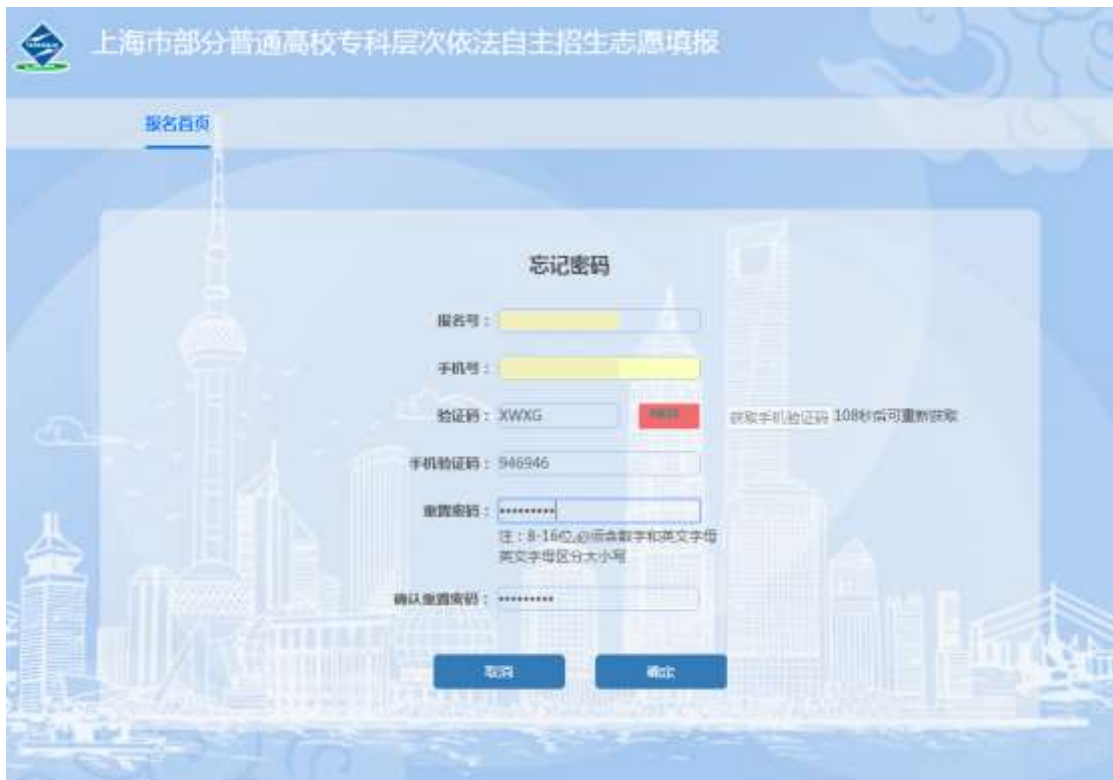 上海市部分普通高校专科层次依法自主招生志愿填报
报名首页
忘记密码
报名号：
手机号：
验证码： XWXG 获取手机验证码 108秒后可重新获取
手机验证码： 946946
重置密码： •••••••••
注：8-16位,必须含数字和英文字母
英文字母区分大小写
确认重置密码： •••••••••
取消 确定